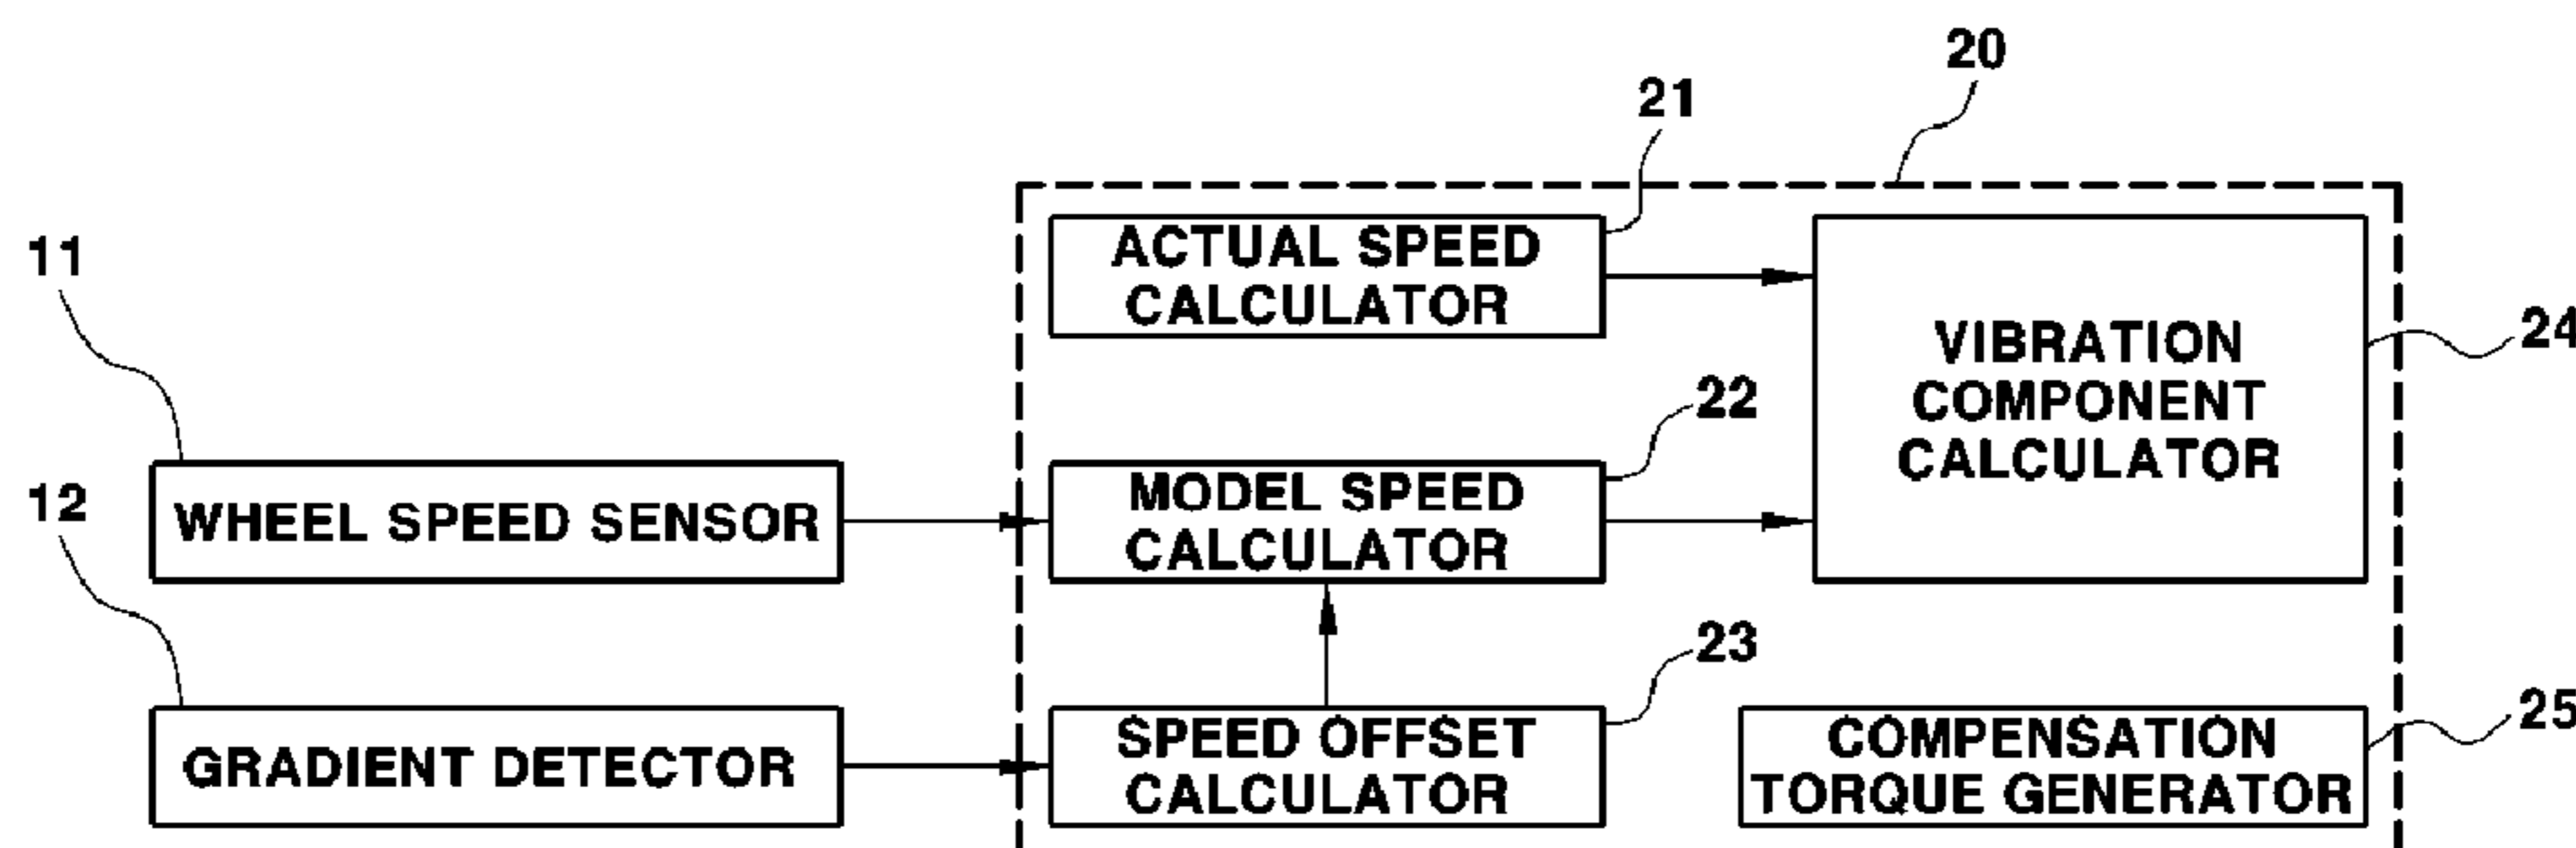 20
21
11
ACTUAL SPEED
CALCULATOR
VIBRATION
COMPONENT
CALCULATOR
24
22
12
WHEEL SPEED SENSOR
MODEL SPEED
CALCULATOR
23
GRADIENT DETECTOR
SPEED OFFSET
CALCULATOR
COMPENSATION
TORQUE GENERATOR
25